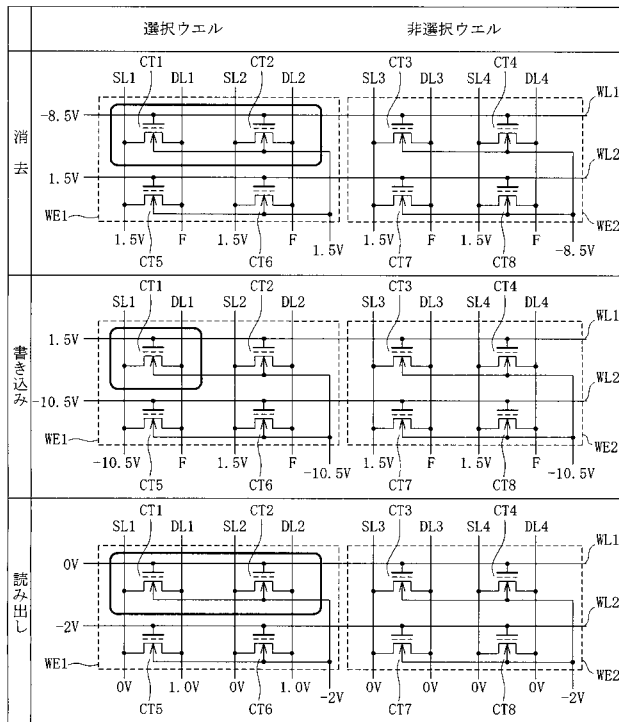 選択ウエル 非選択ウエル
消去
CT1 CT2 CT3 CT4
SL1 DL1 SL2 DL2 SL3 DL3 SL4 DL4
WL1
-8.5V
WL2
1.5V
WE1 WE2
1.5V F 1.5V F 1.5V 1.5V F 1.5V F -8.5V
CT5 CT6 CT7 CT8
書き込み
CT1 CT2 CT3 CT4
SL1 DL1 SL2 DL2 SL3 DL3 SL4 DL4
WL1
1.5V
WL2
-10.5V
WE1 WE2
-10.5V F 1.5V F -10.5V 1.5V F 1.5V F -10.5V
CT5 CT6 CT7 CT8
読み出し
CT1 CT2 CT3 CT4
SL1 DL1 SL2 DL2 SL3 DL3 SL4 DL4
WL1
0V
WL2
-2V
WE1 WE2
0V 1.0V 0V 1.0V -2V 0V 0V 0V 0V -2V
CT5 CT6 CT7 CT8